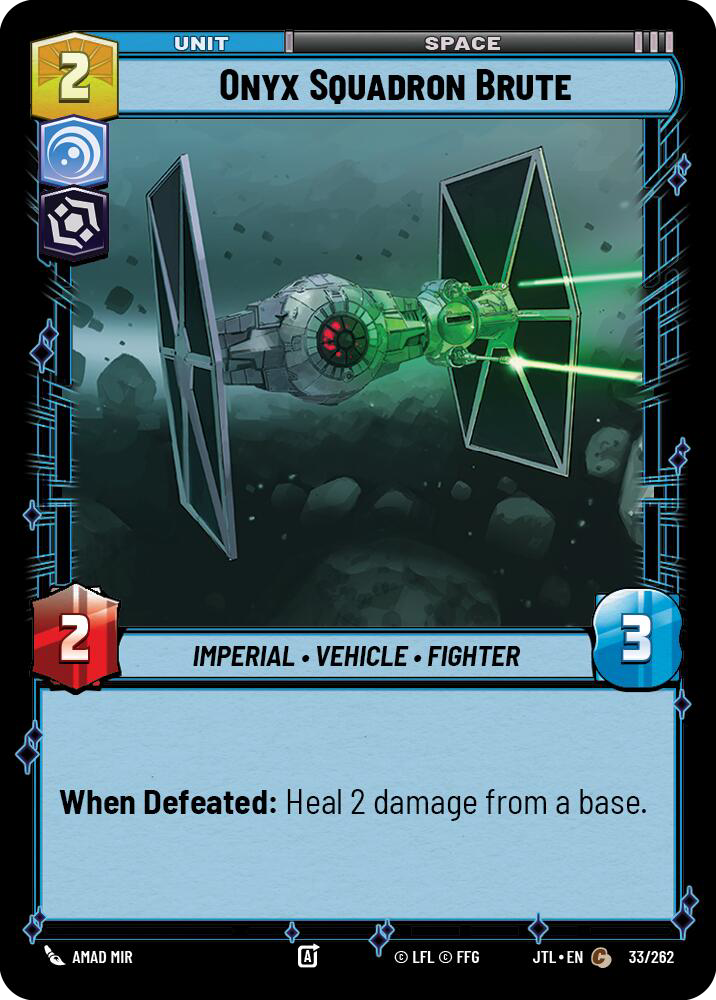 UNIT SPACE
2
ONYX SQUADRON BRUTE
2
IMPERIAL • VEHICLE • FIGHTER
3
When Defeated: Heal 2 damage from a base.
AMAD MIR A © LFL © FFG JTL • EN C 33/262